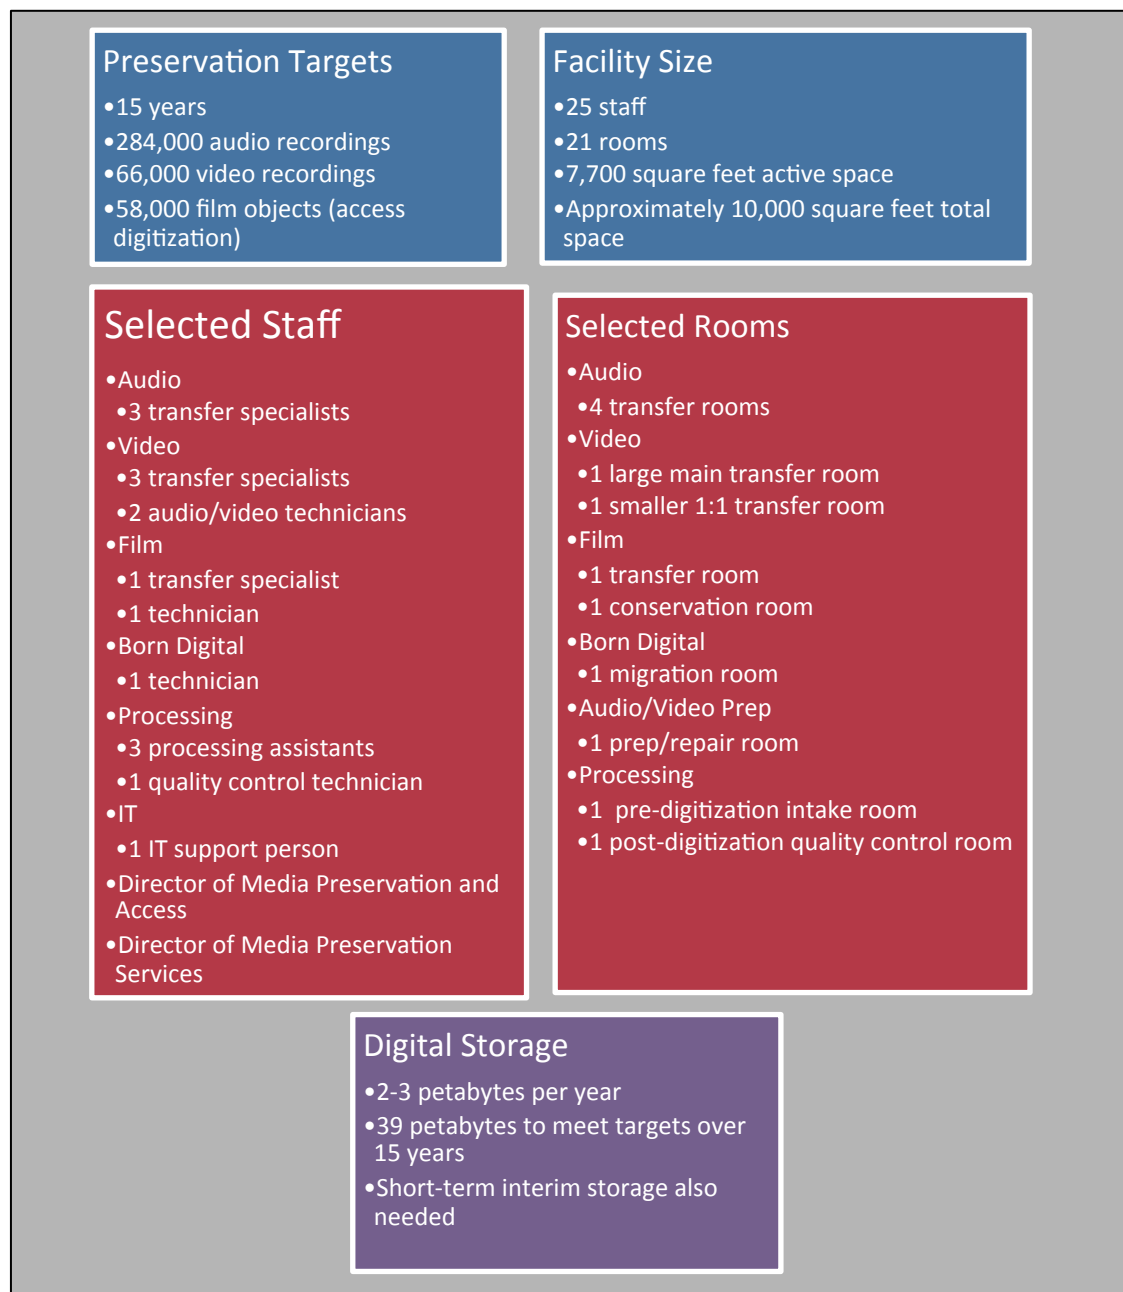 Preservation Targets
•15 years
•284,000 audio recordings
•66,000 video recordings
•58,000 film objects (access
digitization)
Facility Size
•25 staff
•21 rooms
•7,700 square feet active space
•Approximately 10,000 square feet total
space
Selected Staff
•Audio
•3 transfer specialists
•Video
•3 transfer specialists
•2 audio/video technicians
•Film
•1 transfer specialist
•1 technician
•Born Digital
•1 technician
•Processing
•3 processing assistants
•1 quality control technician
•IT
•1 IT support person
•Director of Media Preservation and
Access
•Director of Media Preservation
Services
Selected Rooms
•Audio
•4 transfer rooms
•Video
•1 large main transfer room
•1 smaller 1:1 transfer room
•Film
•1 transfer room
•1 conservation room
•Born Digital
•1 migration room
•Audio/Video Prep
•1 prep/repair room
•Processing
•1 pre-digitization intake room
•1 post-digitization quality control room
Digital Storage
•2-3 petabytes per year
•39 petabytes to meet targets over
15 years
•Short-term interim storage also
needed